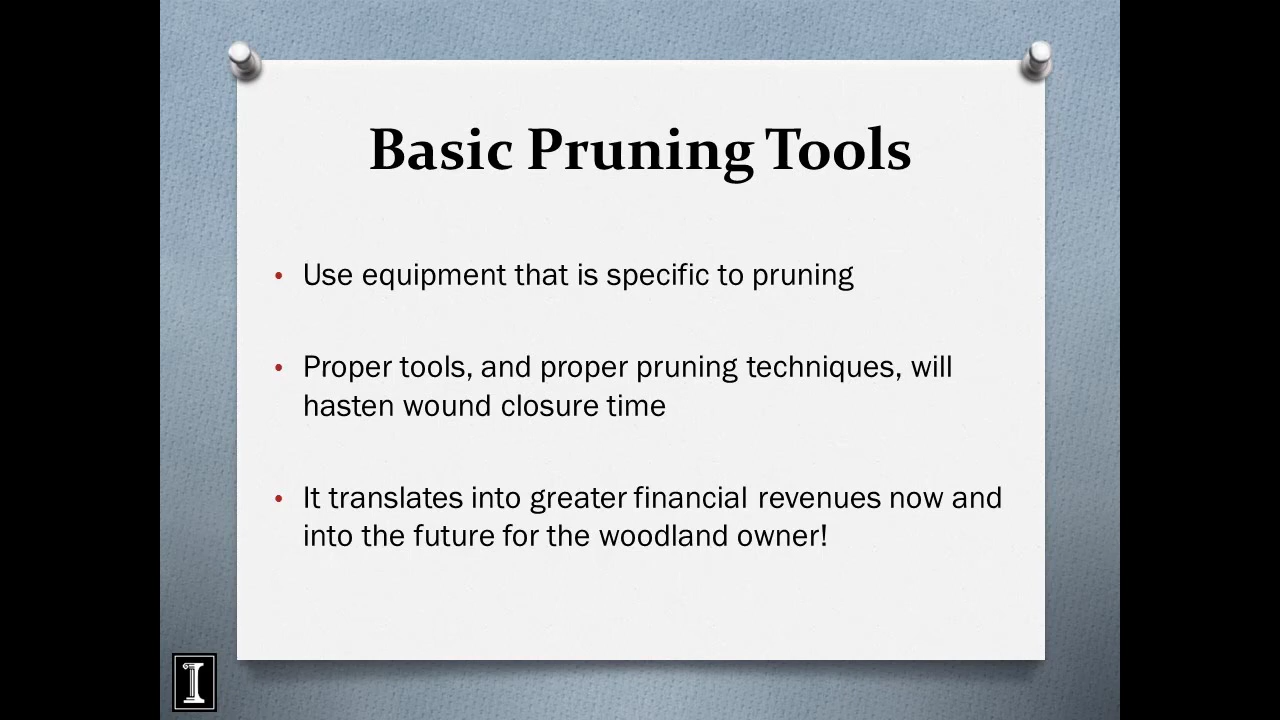 Basic Pruning Tools
• Use equipment that is specific to pruning
• Proper tools, and proper pruning techniques, will
hasten wound closure time
• It translates into greater financial revenues now and
into the future for the woodland owner!
I